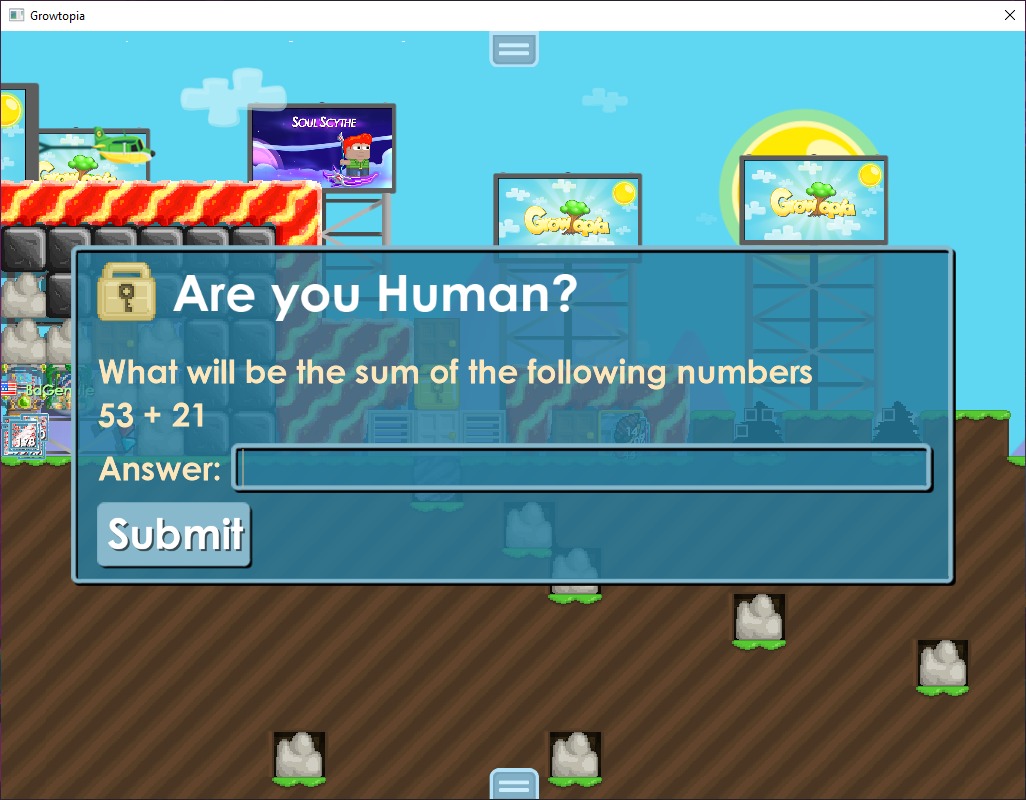 Growtopia
SOUL SCYTHE
Growtopia
Growtopia
Growtopia
Are you Human?
What will be the sum of the following numbers
53 + 21
Answer:
Submit